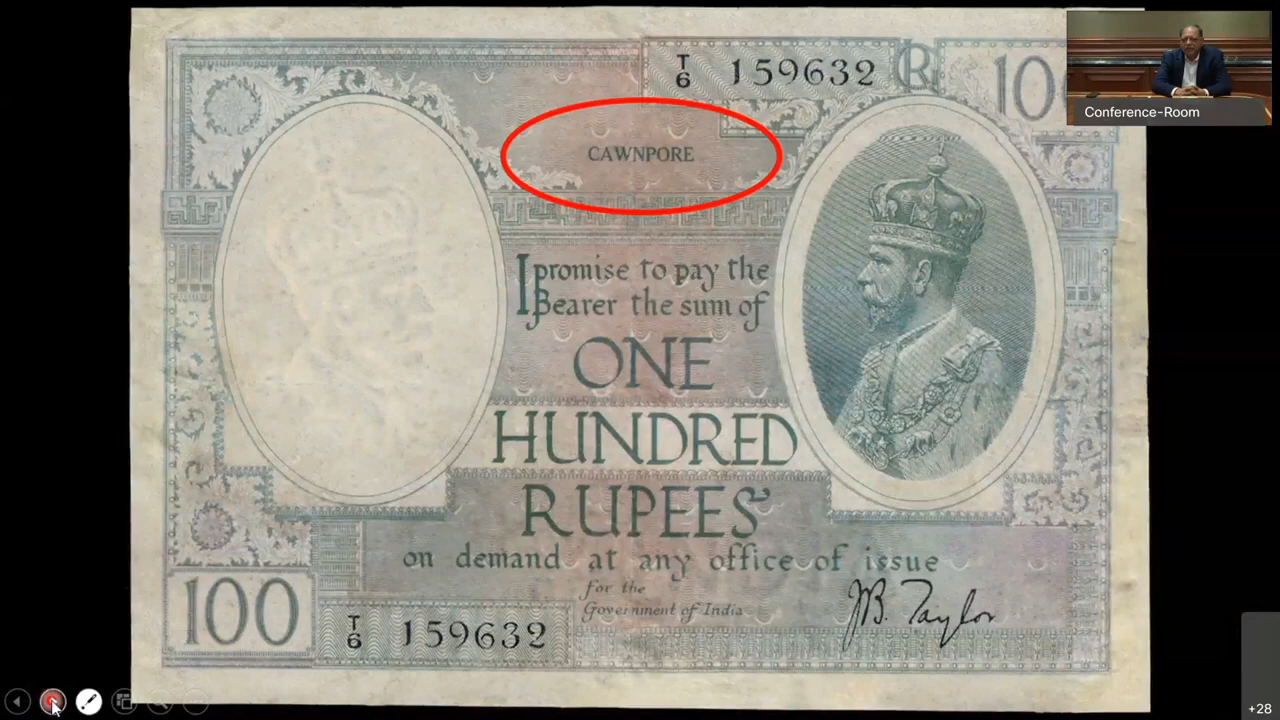 T
6 159632 R 100
Conference-Room
CAWNPORE
I promise to pay the
Bearer the sum of
ONE
HUNDRED
RUPEES
on demand at any office of issue
for the
Government of India
J.B. Taylor
100
T
6 159632
+28